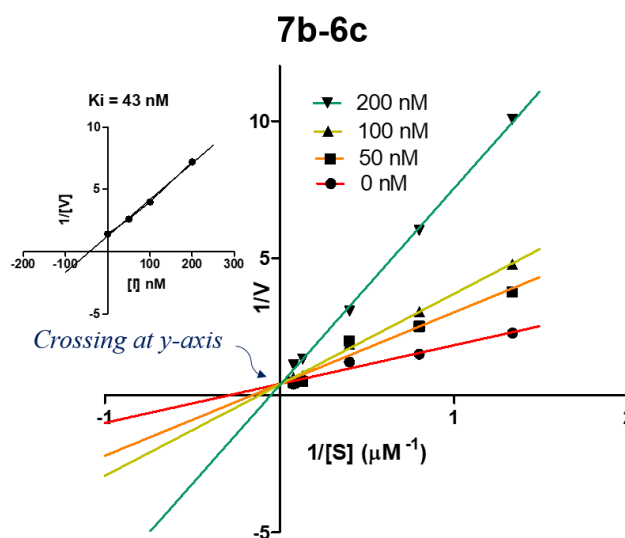 7b-6c
Ki = 43 nM
10
5
-5
-200
-100
0
100
200
300
1/[V]
[I] nM
200 nM
100 nM
50 nM
0 nM
10
5
-5
-1
1
2
1/V
1/[S] (µM⁻¹)
Crossing at y-axis